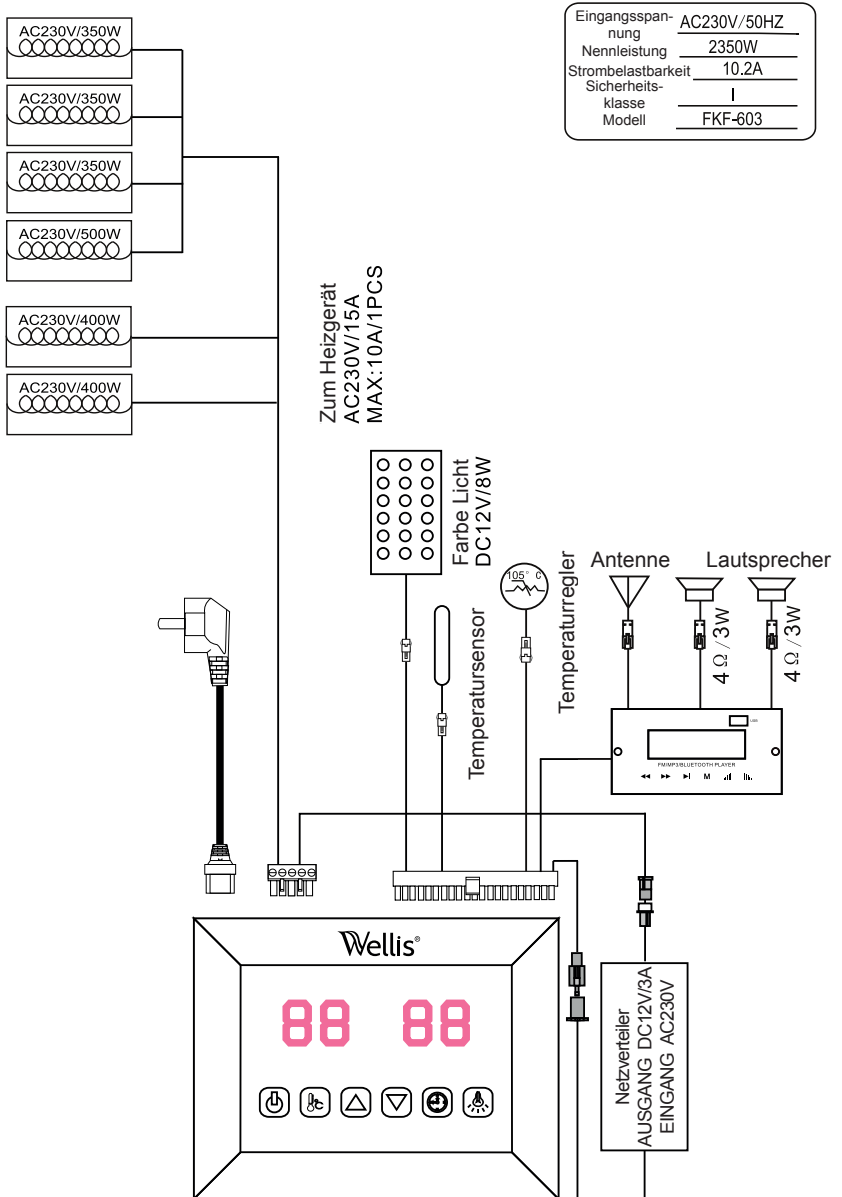 AC230V/350W
AC230V/350W
AC230V/350W
AC230V/500W
AC230V/400W
AC230V/400W
Eingangsspan-
nung
AC230V/50HZ
Nennleistung
2350W
Strombelastbarkeit
10.2A
Sicherheits-
klasse
I
Modell
FKF-603
Zum Heizgerät
AC230V/15A
MAX:10A/1PCS
Farbe Licht
DC12V/8W
Temperatursensor
105° C
Temperaturregler
Antenne
Lautsprecher
4 Ω / 3W
4 Ω / 3W
USB
FM/MP3/BLUETOOTH PLAYER
M
Wellis®
88 88
°C
Netzverteiler
AUSGANG DC12V/3A
EINGANG AC230V